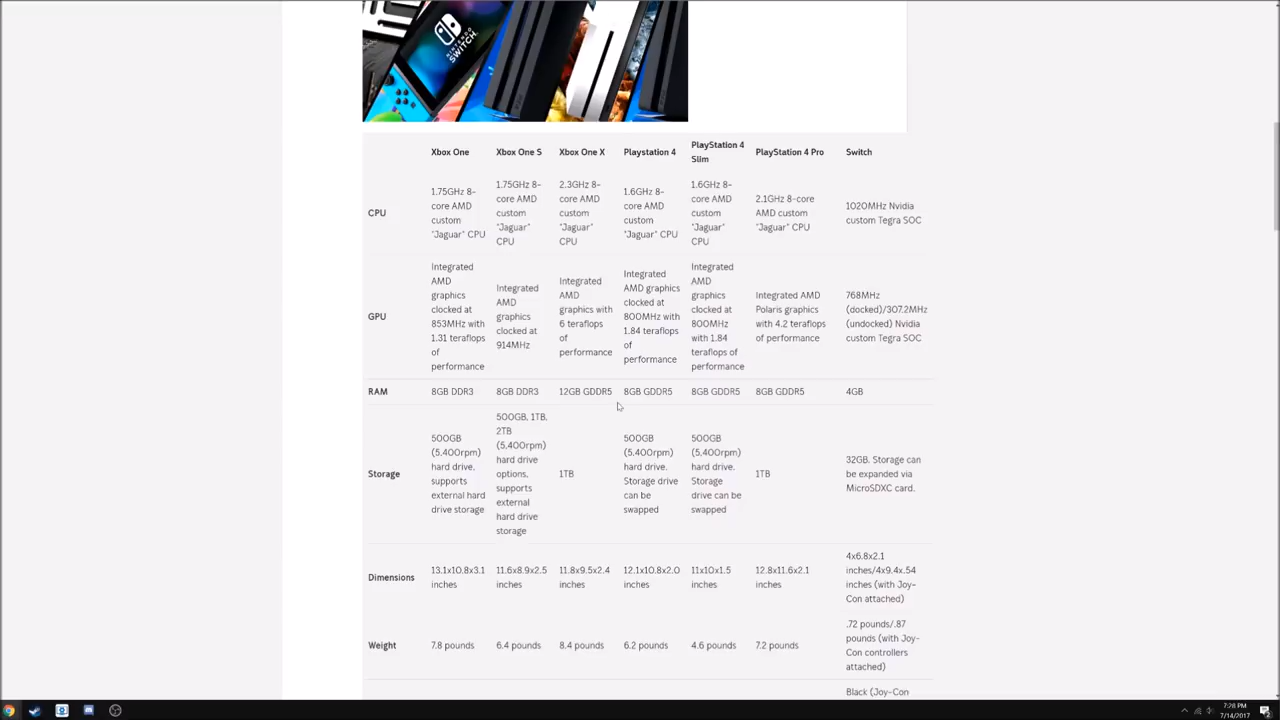 NINTENDO
SWITCH
Xbox One
Xbox One S
Xbox One X
Playstation 4
PlayStation 4
Slim
PlayStation 4 Pro
Switch
CPU
1.75GHz 8-
core AMD
custom
"Jaguar" CPU
1.75GHz 8-
core AMD
custom
"Jaguar"
CPU
2.3GHz 8-
core AMD
custom
"Jaguar"
CPU
1.6GHz 8-
core AMD
custom
"Jaguar" CPU
1.6GHz 8-
core AMD
custom
"Jaguar"
CPU
2.1GHz 8-core
AMD custom
"Jaguar" CPU
1020MHz Nvidia
custom Tegra SOC
GPU
Integrated
AMD
graphics
clocked at
853MHz with
1.31 teraflops
of
performance
Integrated
AMD
graphics
clocked at
914MHz
Integrated
AMD
graphics with
6 teraflops
of
performance
Integrated
AMD graphics
clocked at
800MHz with
1.84 teraflops
of
performance
Integrated
AMD
graphics
clocked at
800MHz
with 1.84
teraflops of
performance
Integrated AMD
Polaris graphics
with 4.2 teraflops
of performance
768MHz
(docked)/307.2MHz
(undocked) Nvidia
custom Tegra SOC
RAM
8GB DDR3
8GB DDR3
12GB GDDR5
8GB GDDR5
8GB GDDR5
8GB GDDR5
4GB
Storage
500GB
(5,400rpm)
hard drive,
supports
external hard
drive storage
500GB, 1TB,
2TB
(5,400rpm)
hard drive
options,
supports
external
hard drive
storage
1TB
500GB
(5,400rpm)
hard drive.
Storage drive
can be
swapped
500GB
(5,400rpm)
hard drive.
Storage
drive can be
swapped
1TB
32GB. Storage can
be expanded via
MicroSDXC card.
Dimensions
13.1x10.8x3.1
inches
11.6x8.9x2.5
inches
11.8x9.5x2.4
inches
12.1x10.8x2.0
inches
11x10x1.5
inches
12.8x11.6x2.1
inches
4x6.8x2.1
inches/4x9.4x.54
inches (with Joy-
Con attached)
Weight
7.8 pounds
6.4 pounds
8.4 pounds
6.2 pounds
4.6 pounds
7.2 pounds
.72 pounds/.87
pounds (with Joy-
Con controllers
attached)
Black (Joy-Con
7:28 PM
7/14/2017